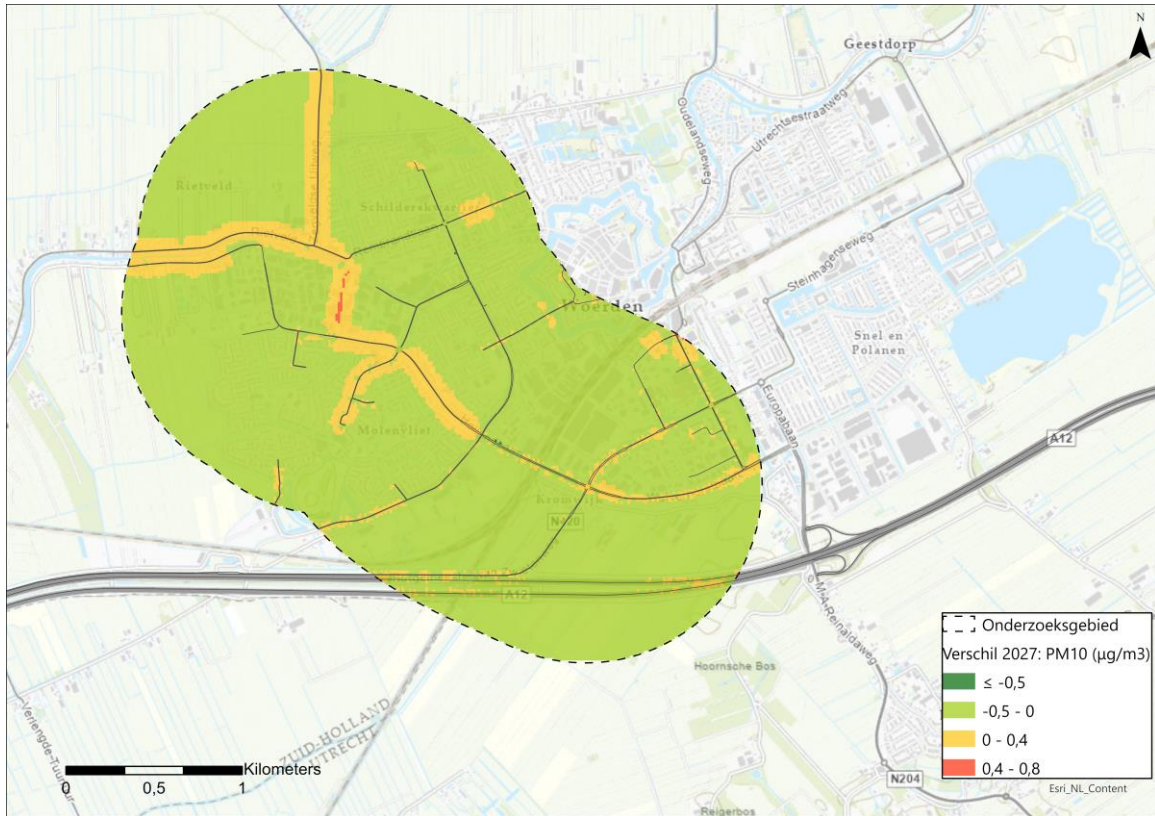 N
Geestdorp
Oudelandseweg
Utrechtsestraatweg
Rietveld
Schilderskwartier
Steinhagenseweg
Woerden
Snel en
Polanen
Europabaan
A12
Molenvliet
Kromwijk
N420
A12
M.A. Reinaldaweg
Hoornsche Bos
ZUID-HOLLAND
UTRECHT
Kilometers
0 0,5 1
N204
Reigerbos
Onderzoeksgebied
Verschil 2027: PM10 (µg/m3)
≤ -0,5
-0,5 - 0
0 - 0,4
0,4 - 0,8
Esri_NL_Content